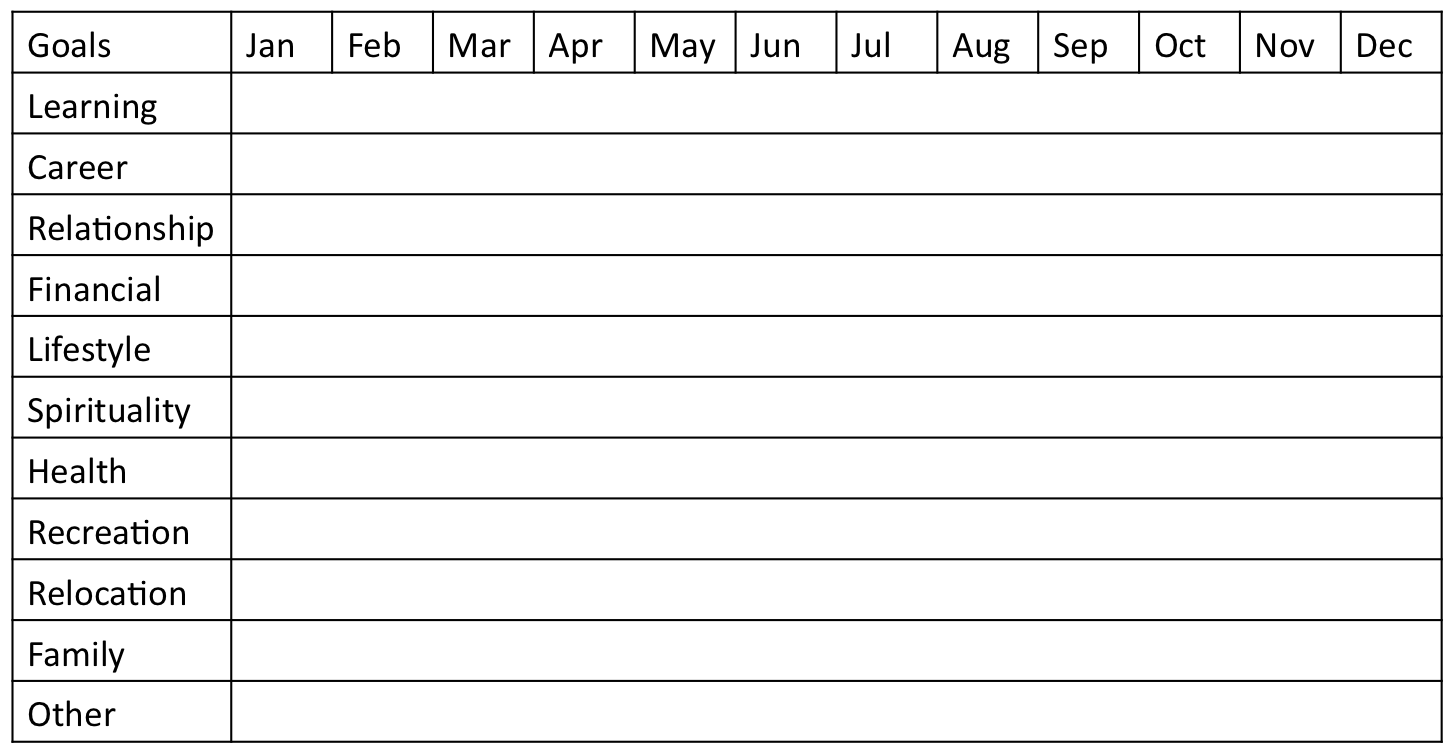 Goals Jan Feb Mar Apr May Jun Jul Aug Sep Oct Nov Dec
Learning
Career
Relationship
Financial
Lifestyle
Spirituality
Health
Recreation
Relocation
Family
Other